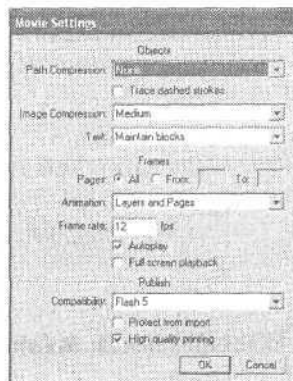 Movie Settings
Objects
Path Compression: None
Trace dashed strokes
Image Compression: Medium
Text: Maintain blocks
Frames
Pages: All From: To:
Animation: Layers and Pages
Frame rate: 12 fps
Autoplay
Full screen playback
Publish
Compatibility: Flash 5
Protect from import
High quality printing
OK Cancel